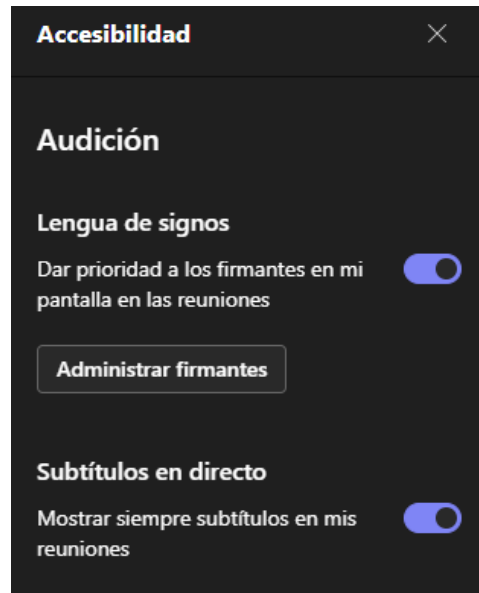 Accesibilidad
Audición
Lengua de signos
Dar prioridad a los firmantes en mi
pantalla en las reuniones
Administrar firmantes
Subtítulos en directo
Mostrar siempre subtítulos en mis
reuniones